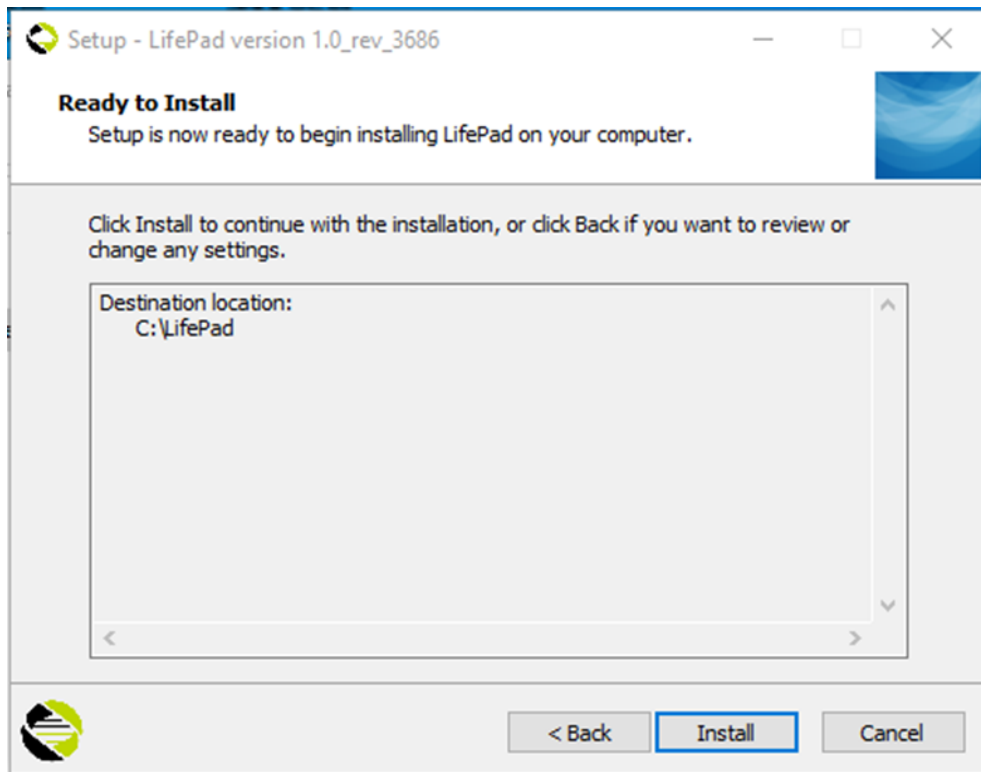 Setup - LifePad version 1.0_rev_3686
Ready to Install
Setup is now ready to begin installing LifePad on your computer.
Click Install to continue with the installation, or click Back if you want to review or
change any settings.
Destination location:
C:\LifePad
< Back
Install
Cancel